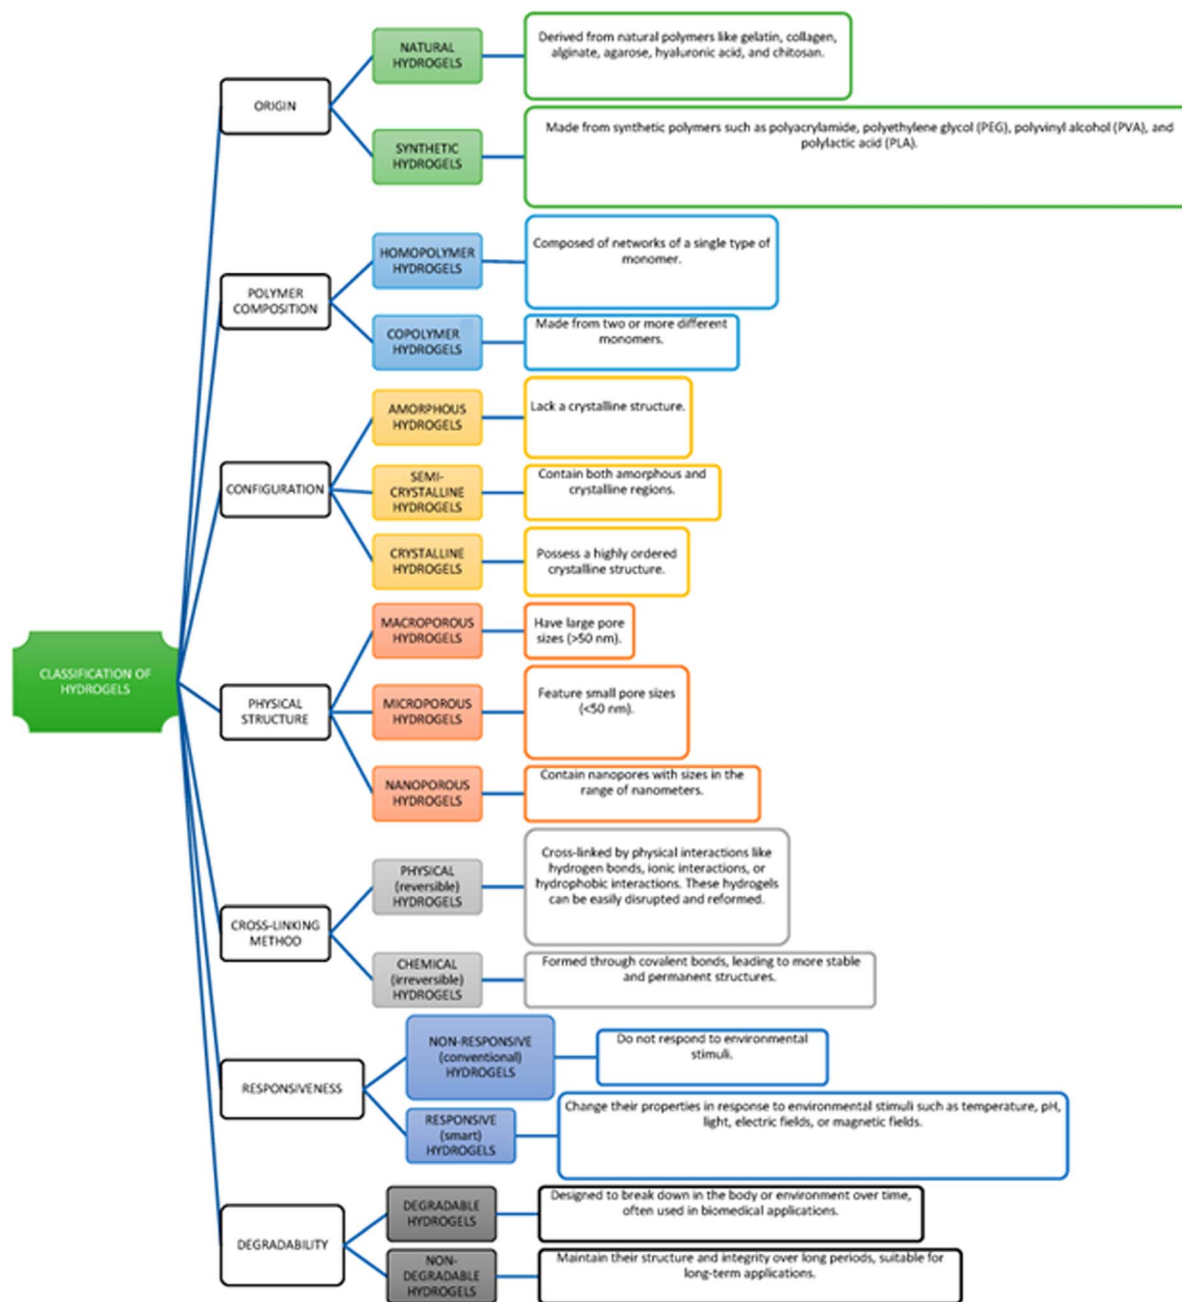 CLASSIFICATION OF
HYDROGELS
ORIGIN
NATURAL
HYDROGELS
Derived from natural polymers like gelatin, collagen,
alginate, agarose, hyaluronic acid, and chitosan.
SYNTHETIC
HYDROGELS
Made from synthetic polymers such as polyacrylamide, polyethylene glycol (PEG), polyvinyl alcohol (PVA), and
polylactic acid (PLA).
POLYMER
COMPOSITION
HOMOPOLYMER
HYDROGELS
Composed of networks of a single type of
monomer.
COPOLYMER
HYDROGELS
Made from two or more different
monomers.
CONFIGURATION
AMORPHOUS
HYDROGELS
Lack a crystalline structure.
SEMI-
CRYSTALLINE
HYDROGELS
Contain both amorphous and
crystalline regions.
CRYSTALLINE
HYDROGELS
Possess a highly ordered
crystalline structure.
PHYSICAL
STRUCTURE
MACROPOROUS
HYDROGELS
Have large pore
sizes (>50 nm).
MICROPOROUS
HYDROGELS
Feature small pore sizes
(<50 nm).
NANOPOROUS
HYDROGELS
Contain nanopores with sizes in the
range of nanometers.
CROSS-LINKING
METHOD
PHYSICAL
(reversible)
HYDROGELS
Cross-linked by physical interactions like
hydrogen bonds, ionic interactions, or
hydrophobic interactions. These hydrogels
can be easily disrupted and reformed.
CHEMICAL
(irreversible)
HYDROGELS
Formed through covalent bonds, leading to more stable
and permanent structures.
RESPONSIVENESS
NON-RESPONSIVE
(conventional)
HYDROGELS
Do not respond to environmental
stimuli.
RESPONSIVE
(smart)
HYDROGELS
Change their properties in response to environmental stimuli such as temperature, pH,
light, electric fields, or magnetic fields.
DEGRADABILITY
DEGRADABLE
HYDROGELS
Designed to break down in the body or environment over time,
often used in biomedical applications.
NON-
DEGRADABLE
HYDROGELS
Maintain their structure and integrity over long periods, suitable for
long-term applications.